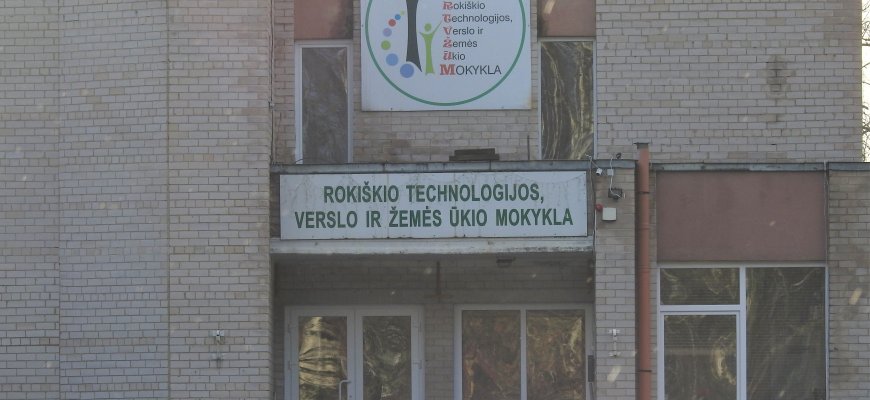 Rokiškio
Technologijos,
Verslo ir
Žemės
Ūkio
MOKYKLA
ROKIŠKIO TECHNOLOGIJOS,
VERSLO IR ŽEMĖS ŪKIO MOKYKLA